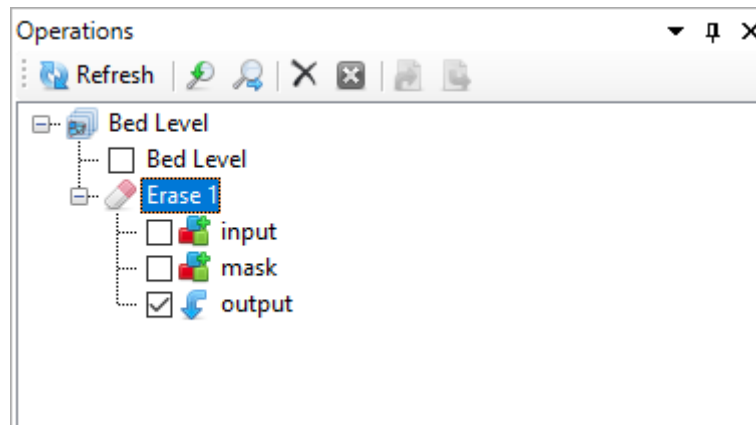 Operations
Refresh
Bed Level
Bed Level
Erase 1
input
mask
output